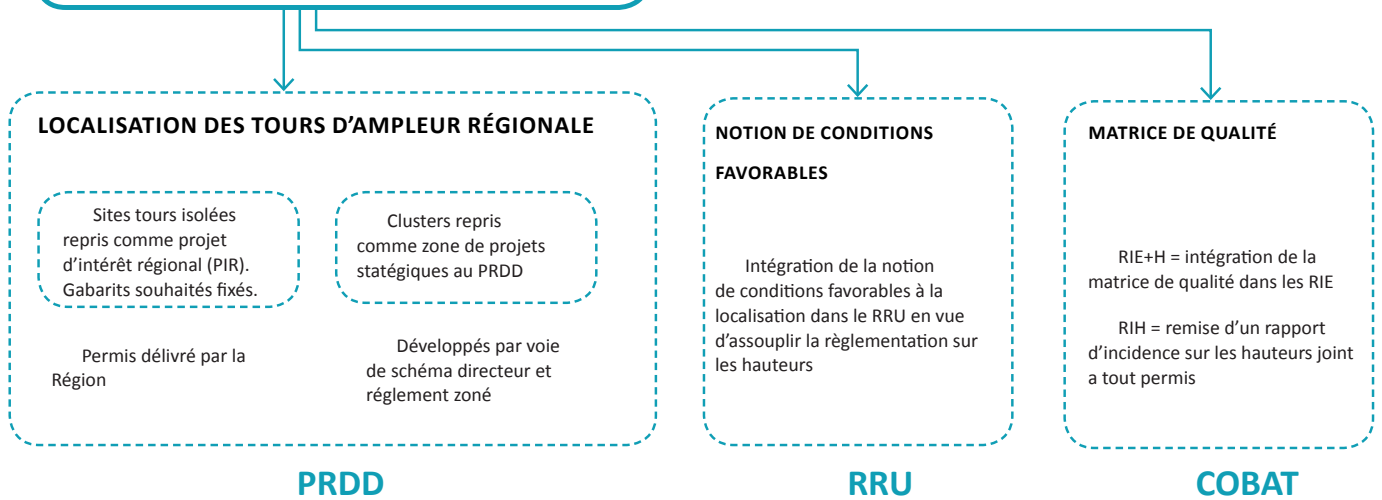 LOCALISATION DES TOURS D'AMPLEUR RÉGIONALE
Sites tours isolées
repris comme projet
d'intérêt régional (PIR).
Gabarits souhaités fixés.
Clusters repris
comme zone de projets
statégiques au PRDD
Permis délivré par la
Région
Développés par voie
de schéma directeur et
réglement zoné
PRDD
NOTION DE CONDITIONS
FAVORABLES
Intégration de la notion
de conditions favorables à la
localisation dans le RRU en vue
d'assouplir la règlementation sur
les hauteurs
RRU
MATRICE DE QUALITÉ
RIE+H = intégration de la
matrice de qualité dans les RIE
RIH = remise d'un rapport
d'incidence sur les hauteurs joint
a tout permis
COBAT